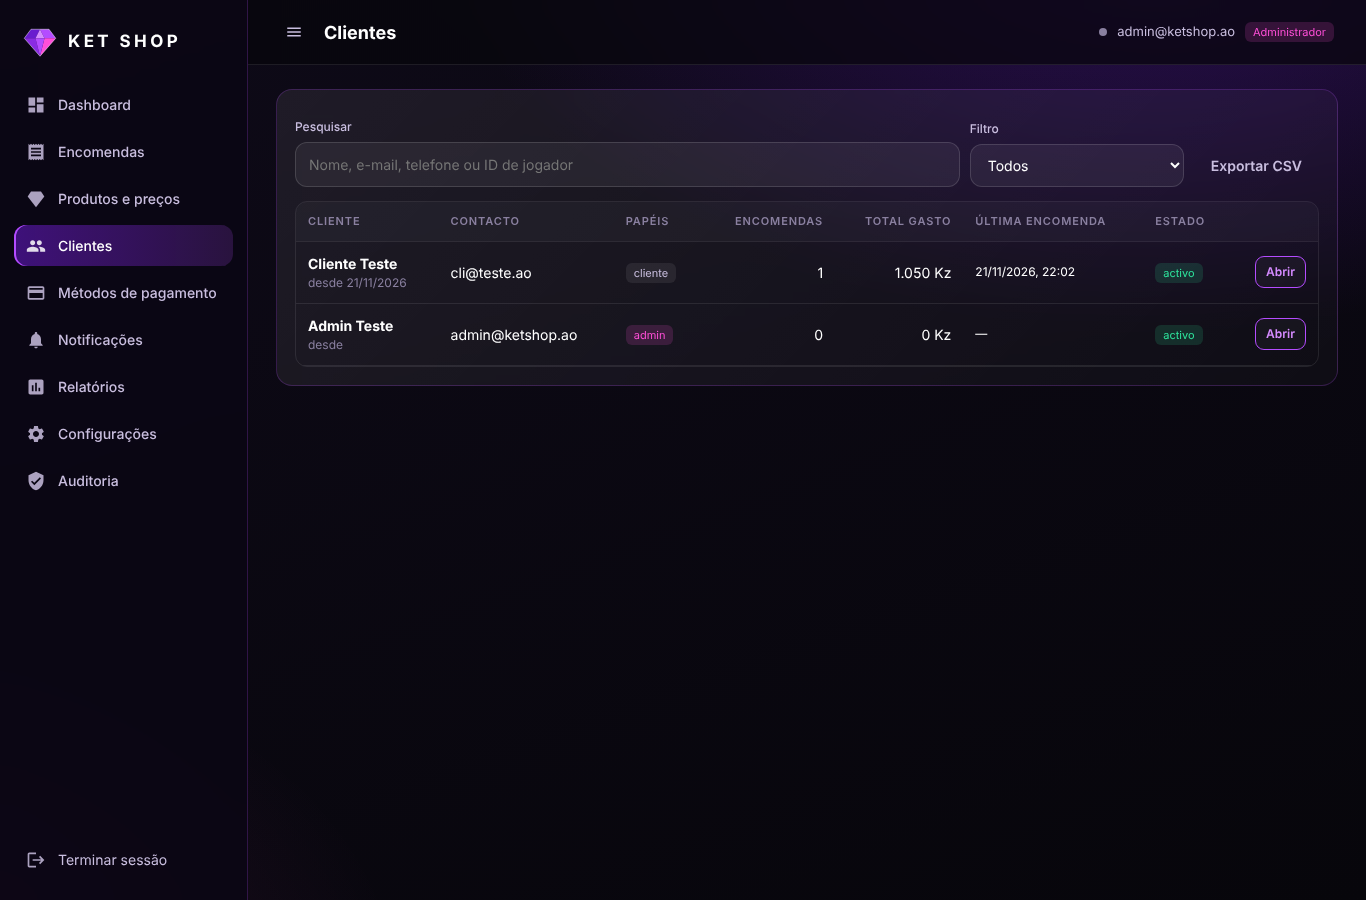 KET SHOP
Dashboard
Encomendas
Produtos e preços
Clientes
Métodos de pagamento
Notificações
Relatórios
Configurações
Auditoria
Terminar sessão
Clientes
admin@ketshop.ao Administrador
Pesquisar
Nome, e-mail, telefone ou ID de jogador
Filtro
Todos
Exportar CSV
CLIENTE CONTACTO PAPÉIS ENCOMENDAS TOTAL GASTO ÚLTIMA ENCOMENDA ESTADO
Cliente Teste cli@teste.ao cliente 1 1.050 Kz 21/11/2026, 22:02 activo Abrir
desde 21/11/2026
Admin Teste admin@ketshop.ao admin 0 0 Kz — activo Abrir
desde